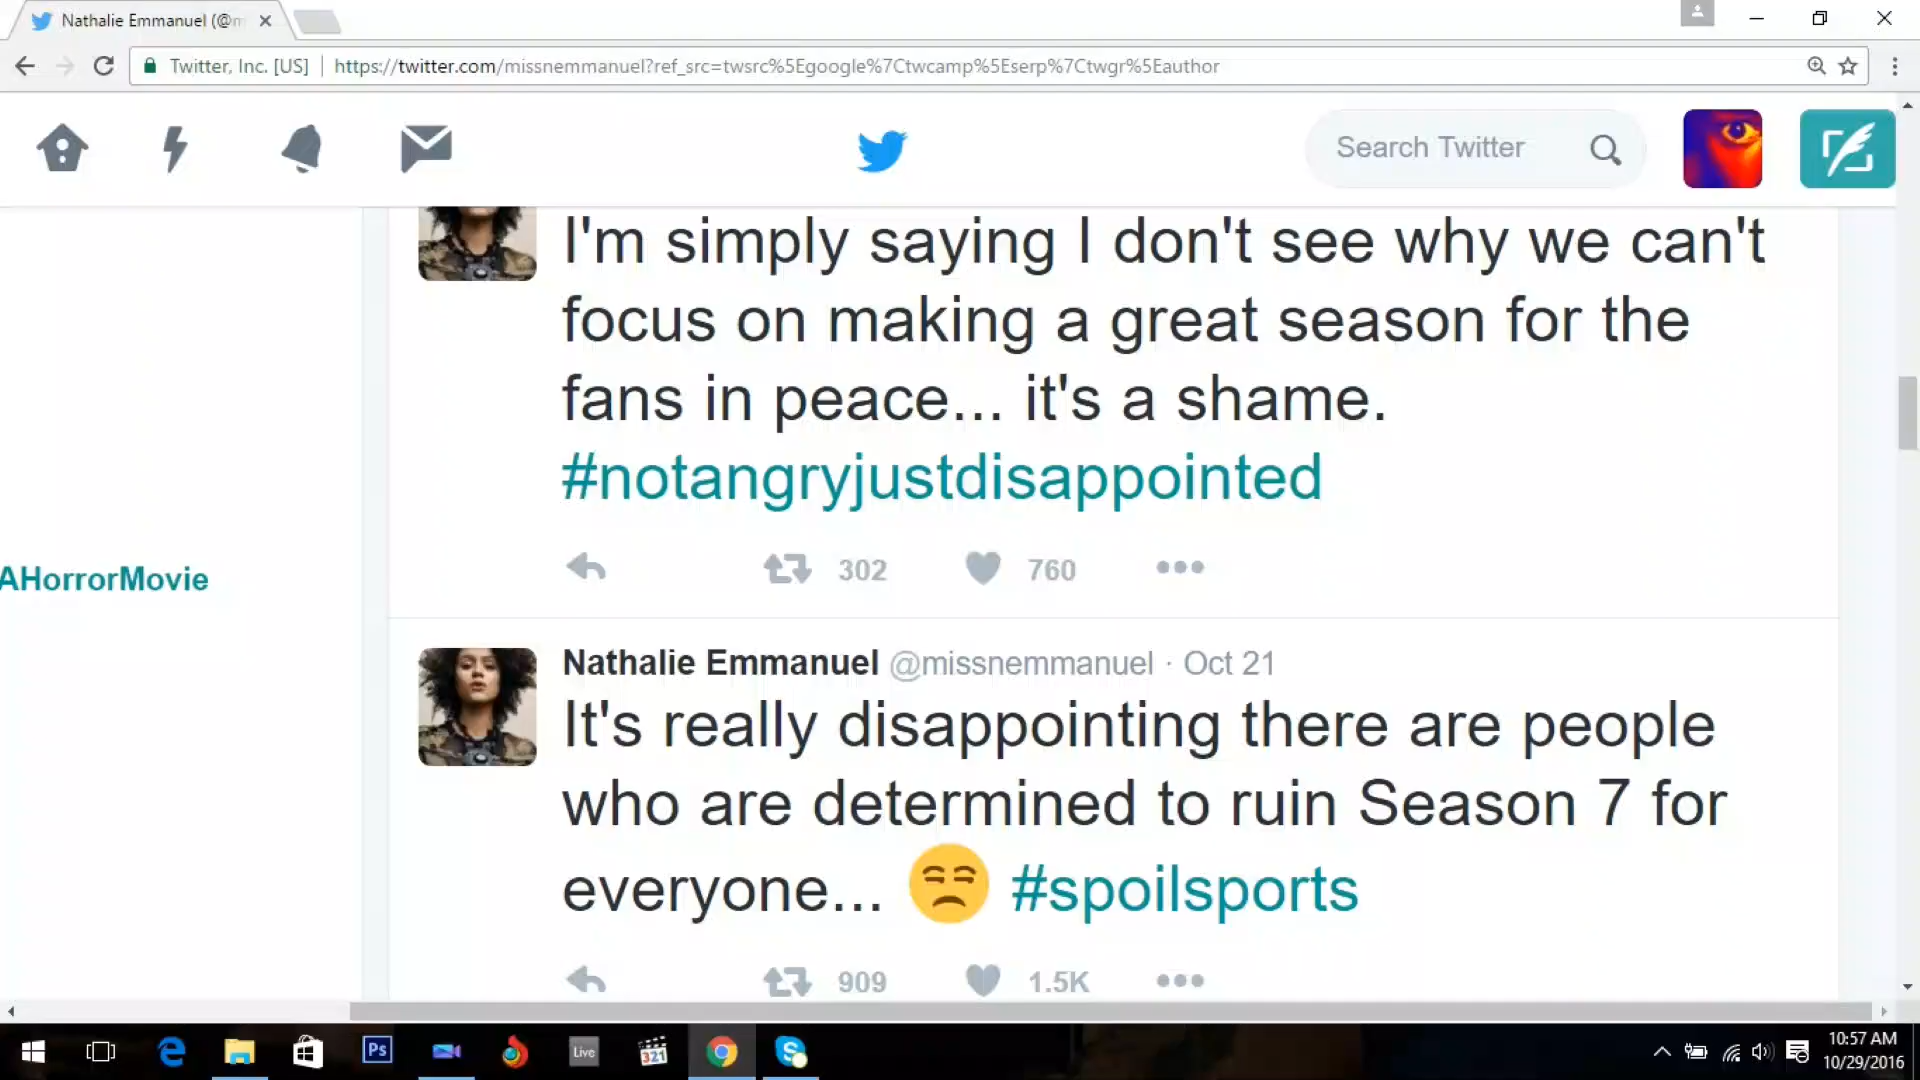 Nathalie Emmanuel (@m
Twitter, Inc. [US] | https://twitter.com/missnemmanuel?ref_src=twsrc%5Egoogle%7Ctwcamp%5Eserp%7Ctwgr%5Eauthor
Search Twitter
I'm simply saying I don't see why we can't
focus on making a great season for the
fans in peace... it's a shame.
#notangryjustdisappointed
302 760
AHorrorMovie
Nathalie Emmanuel @missnemmanuel · Oct 21
It's really disappointing there are people
who are determined to ruin Season 7 for
everyone... 😒 #spoilsports
909 1.5K
Ps
Live
321
10:57 AM
10/29/2016